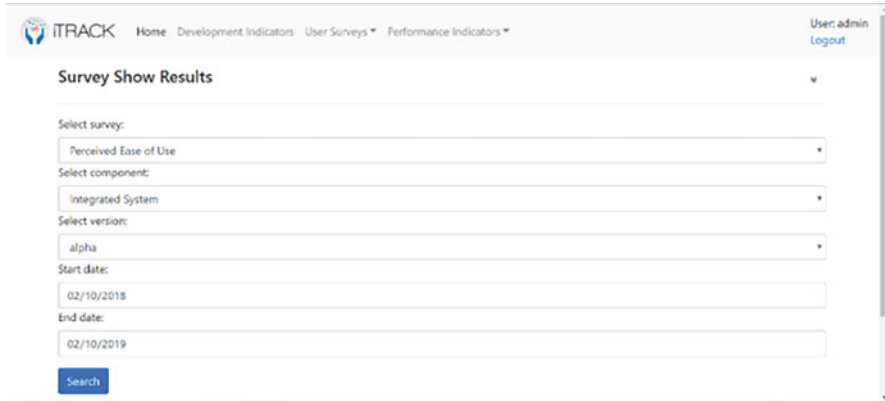 iTRACK Home Development Indicators User Surveys Performance Indicators User: admin
Logout
Survey Show Results
Select survey:
Perceived Ease of Use
Select component:
Integrated System
Select version:
alpha
Start date:
02/10/2018
End date:
02/10/2019
Search